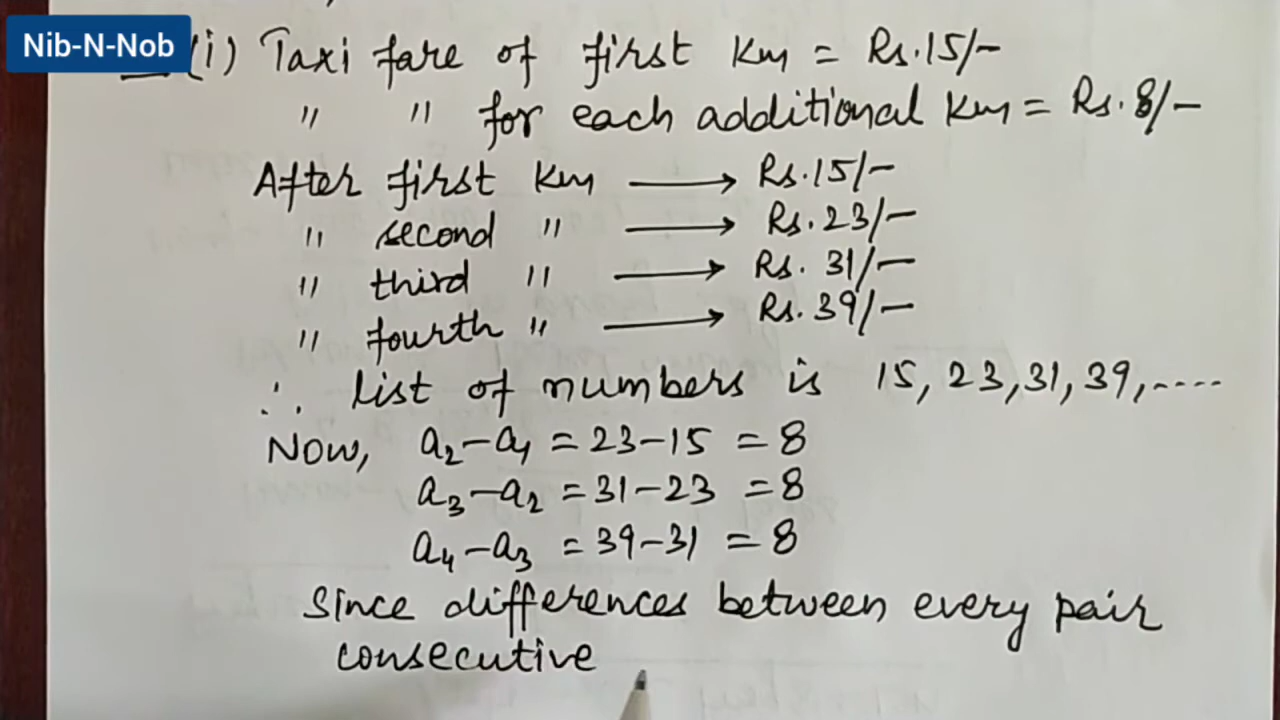 Nib-N-Nob
(i) Taxi fare of first Km = Rs.15/-
" " for each additional Km = Rs. 8/-
After first Km → Rs.15/-
" second " → Rs.23/-
" third " → Rs. 31/-
" fourth " → Rs.39/-
∴ list of numbers is 15, 23, 31, 39, ....
Now, a₂-a₁ = 23-15 = 8
a₃-a₂ = 31-23 = 8
a₄-a₃ = 39-31 = 8
Since differences between every pair
consecutive